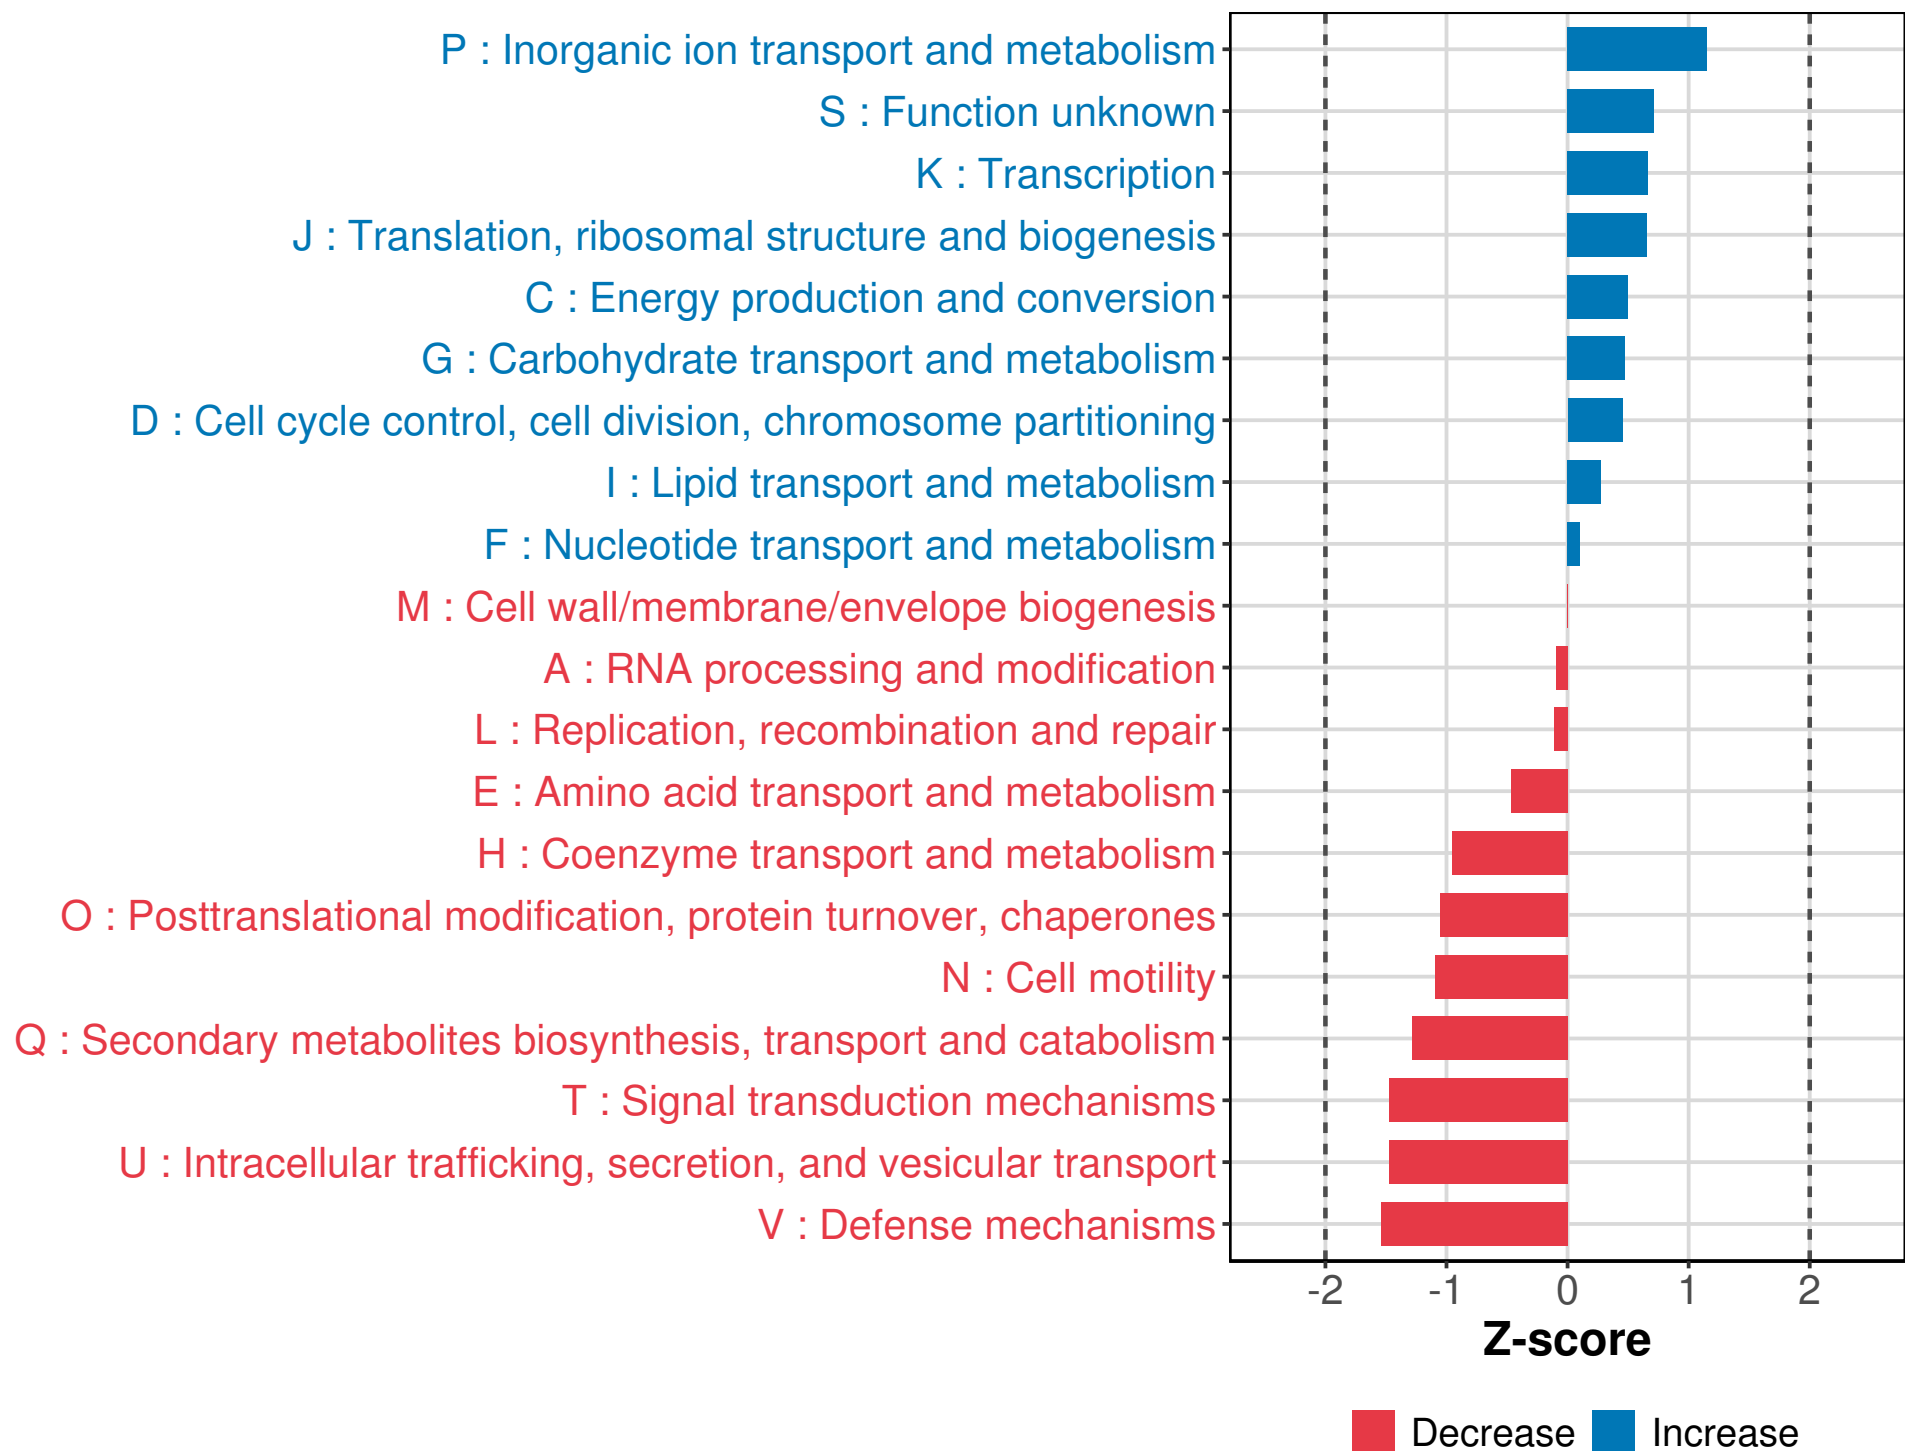 P : Inorganic ion transport and metabolism
S : Function unknown
K : Transcription
J : Translation, ribosomal structure and biogenesis
C : Energy production and conversion
G : Carbohydrate transport and metabolism
D : Cell cycle control, cell division, chromosome partitioning
I : Lipid transport and metabolism
F : Nucleotide transport and metabolism
M : Cell wall/membrane/envelope biogenesis
A : RNA processing and modification
L : Replication, recombination and repair
E : Amino acid transport and metabolism
H : Coenzyme transport and metabolism
O : Posttranslational modification, protein turnover, chaperones
N : Cell motility
Q : Secondary metabolites biosynthesis, transport and catabolism
T : Signal transduction mechanisms
U : Intracellular trafficking, secretion, and vesicular transport
V : Defense mechanisms
-2 -1 0 1 2
Z-score
Decrease Increase